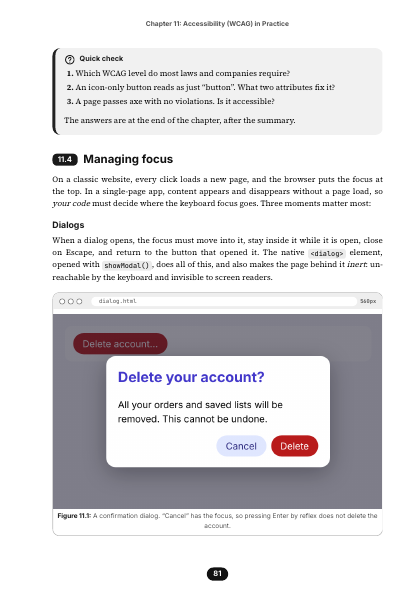 Chapter 11: Accessibility (WCAG) in Practice
Quick check
1. Which WCAG level do most laws and companies require?
2. An icon-only button reads as just “button”. What two attributes fix it?
3. A page passes axe with no violations. Is it accessible?
The answers are at the end of the chapter, after the summary.
11.4 Managing focus
On a classic website, every click loads a new page, and the browser puts the focus at
the top. In a single-page app, content appears and disappears without a page load, so
your code must decide where the keyboard focus goes. Three moments matter most:
Dialogs
When a dialog opens, the focus must move into it, stay inside it while it is open, close
on Escape, and return to the button that opened it. The native <dialog> element,
opened with showModal(), does all of this, and also makes the page behind it inert: un-
reachable by the keyboard and invisible to screen readers.
dialog.html
560px
Delete account...
Delete your account?
All your orders and saved lists will be
removed. This cannot be undone.
Cancel
Delete
Figure 11.1: A confirmation dialog. “Cancel” has the focus, so pressing Enter by reflex does not delete the
account.
81